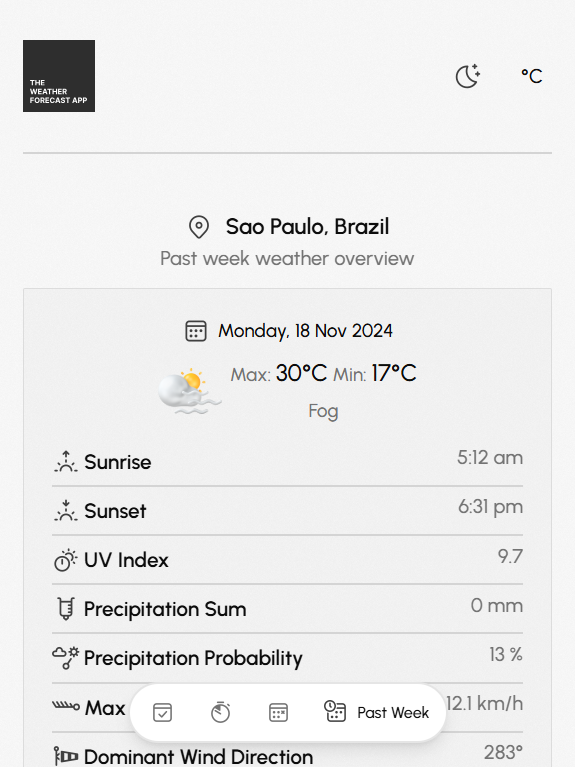 THE
WEATHER
FORECAST APP
°C
Sao Paulo, Brazil
Past week weather overview
Monday, 18 Nov 2024
Max: 30°C Min: 17°C
Fog
Sunrise 5:12 am
Sunset 6:31 pm
UV Index 9.7
Precipitation Sum 0 mm
Precipitation Probability 13 %
Max 12.1 km/h
Past Week
Dominant Wind Direction 283°